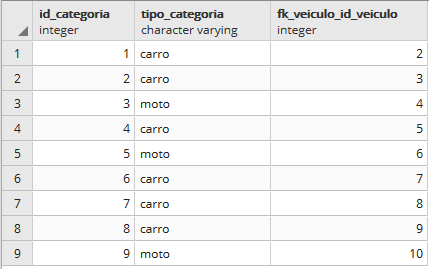 id_categoria tipo_categoria fk_veiculo_id_veiculo
integer character varying integer
1 1 carro 2
2 2 carro 3
3 3 moto 4
4 4 carro 5
5 5 moto 6
6 6 carro 7
7 7 carro 8
8 8 carro 9
9 9 moto 10